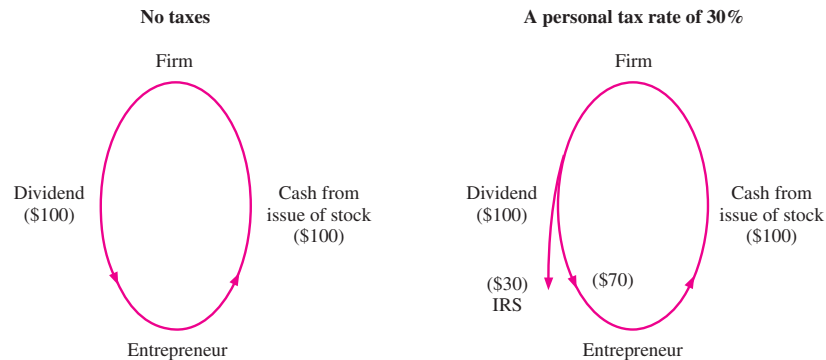 No taxes
Firm
Dividend
($100)
Cash from
issue of stock
($100)
Entrepreneur
A personal tax rate of 30%
Firm
Dividend
($100)
Cash from
issue of stock
($100)
($30)
IRS
($70)
Entrepreneur